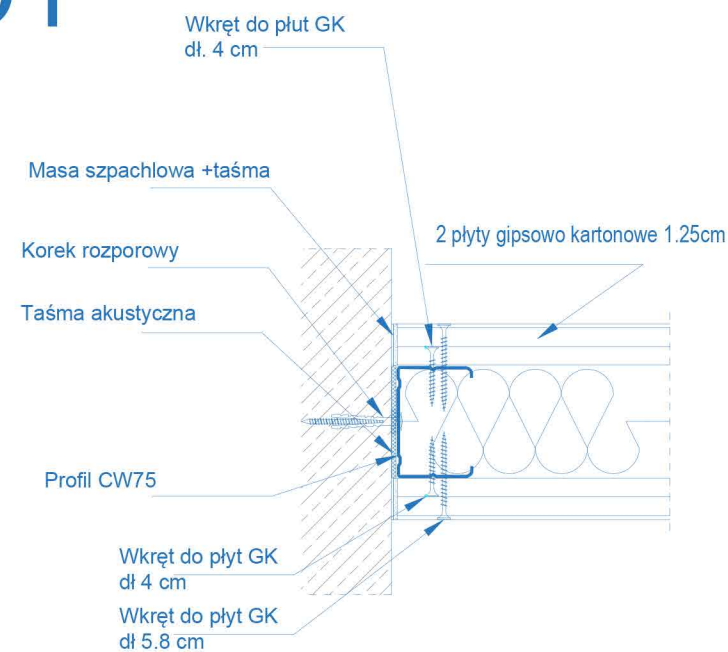 Wkręt do płut GK
dł. 4 cm
Masa szpachlowa +taśma
2 płyty gipsowo kartonowe 1.25cm
Korek rozporowy
Taśma akustyczna
Profil CW75
Wkręt do płyt GK
dł 4 cm
Wkręt do płyt GK
dł 5.8 cm